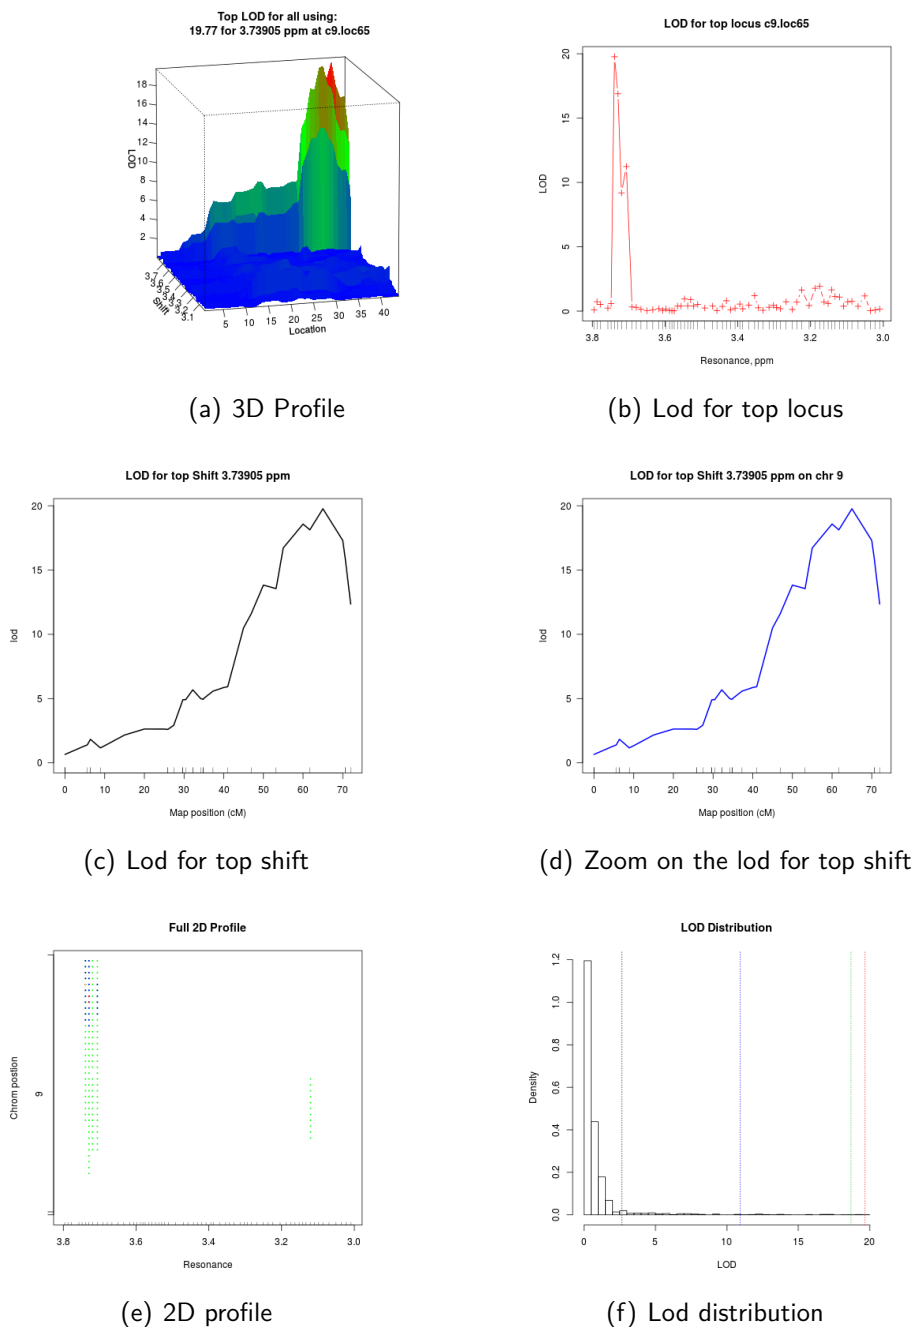 Top LOD for all using:
19.77 for 3.73905 ppm at c9.loc65
LOD
18
16
14
12
10
8
6
4
2
3.7
3.6
3.5
3.4
3.3
3.2
3.1
Shift
5 10 15 20 25 30 35 40
Location
(a) 3D Profile
LOD for top locus c9.loc65
LOD
20
15
10
5
0
3.8 3.6 3.4 3.2 3.0
Resonance, ppm
(b) Lod for top locus
LOD for top Shift 3.73905 ppm
lod
20
15
10
5
0
0 10 20 30 40 50 60 70
Map position (cM)
(c) Lod for top shift
LOD for top Shift 3.73905 ppm on chr 9
lod
20
15
10
5
0
0 10 20 30 40 50 60 70
Map position (cM)
(d) Zoom on the lod for top shift
Full 2D Profile
Chrom postion
9
3.8 3.6 3.4 3.2 3.0
Resonance
(e) 2D profile
LOD Distribution
Density
1.2
1.0
0.8
0.6
0.4
0.2
0.0
0 5 10 15 20
LOD
(f) Lod distribution